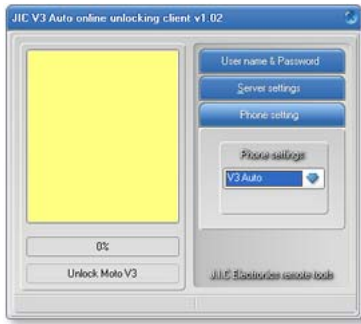 JIC V3 Auto online unlocking client v1.02
User name & Password
Server settings
Phone setting
Phone settings
V3 Auto
0%
Unlock Moto V3
J.I.C Electronics remote tools